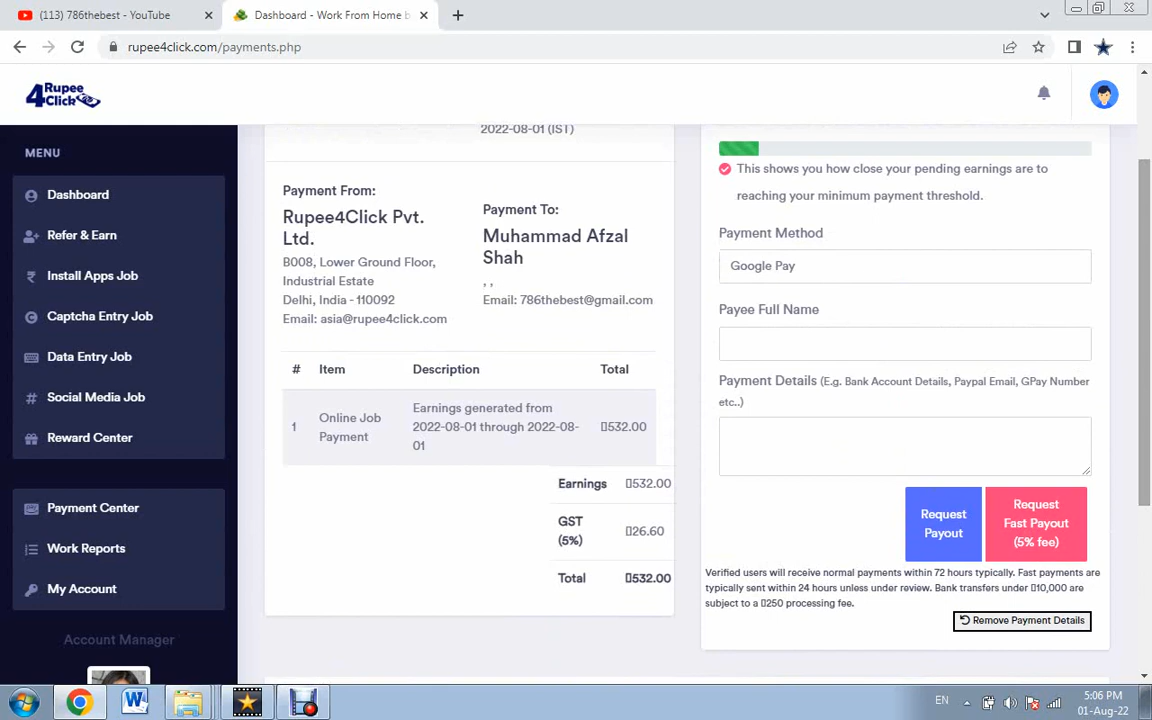 (113) 786thebest - YouTube
Dashboard - Work From Home b
rupee4click.com/payments.php
4Rupee
Click
MENU
Dashboard
Refer & Earn
Install Apps Job
Captcha Entry Job
Data Entry Job
Social Media Job
Reward Center
Payment Center
Work Reports
My Account
Account Manager
2022-08-01 (IST)
Payment From:
Rupee4Click Pvt.
Ltd.
B008, Lower Ground Floor,
Industrial Estate
Delhi, India - 110092
Email: asia@rupee4click.com
Payment To:
Muhammad Afzal
Shah
, ,
Email: 786thebest@gmail.com
# Item Description Total
1 Online Job Payment Earnings generated from 2022-08-01 through 2022-08-01 ▯532.00
Earnings ▯532.00
GST (5%) ▯26.60
Total ▯532.00
This shows you how close your pending earnings are to
reaching your minimum payment threshold.
Payment Method
Google Pay
Payee Full Name
Payment Details (E.g. Bank Account Details, Paypal Email, GPay Number
etc..)
Request
Payout
Request
Fast Payout
(5% fee)
Verified users will receive normal payments within 72 hours typically. Fast payments are
typically sent within 24 hours unless under review. Bank transfers under ▯10,000 are
subject to a ▯250 processing fee.
Remove Payment Details
EN
5:06 PM
01-Aug-22